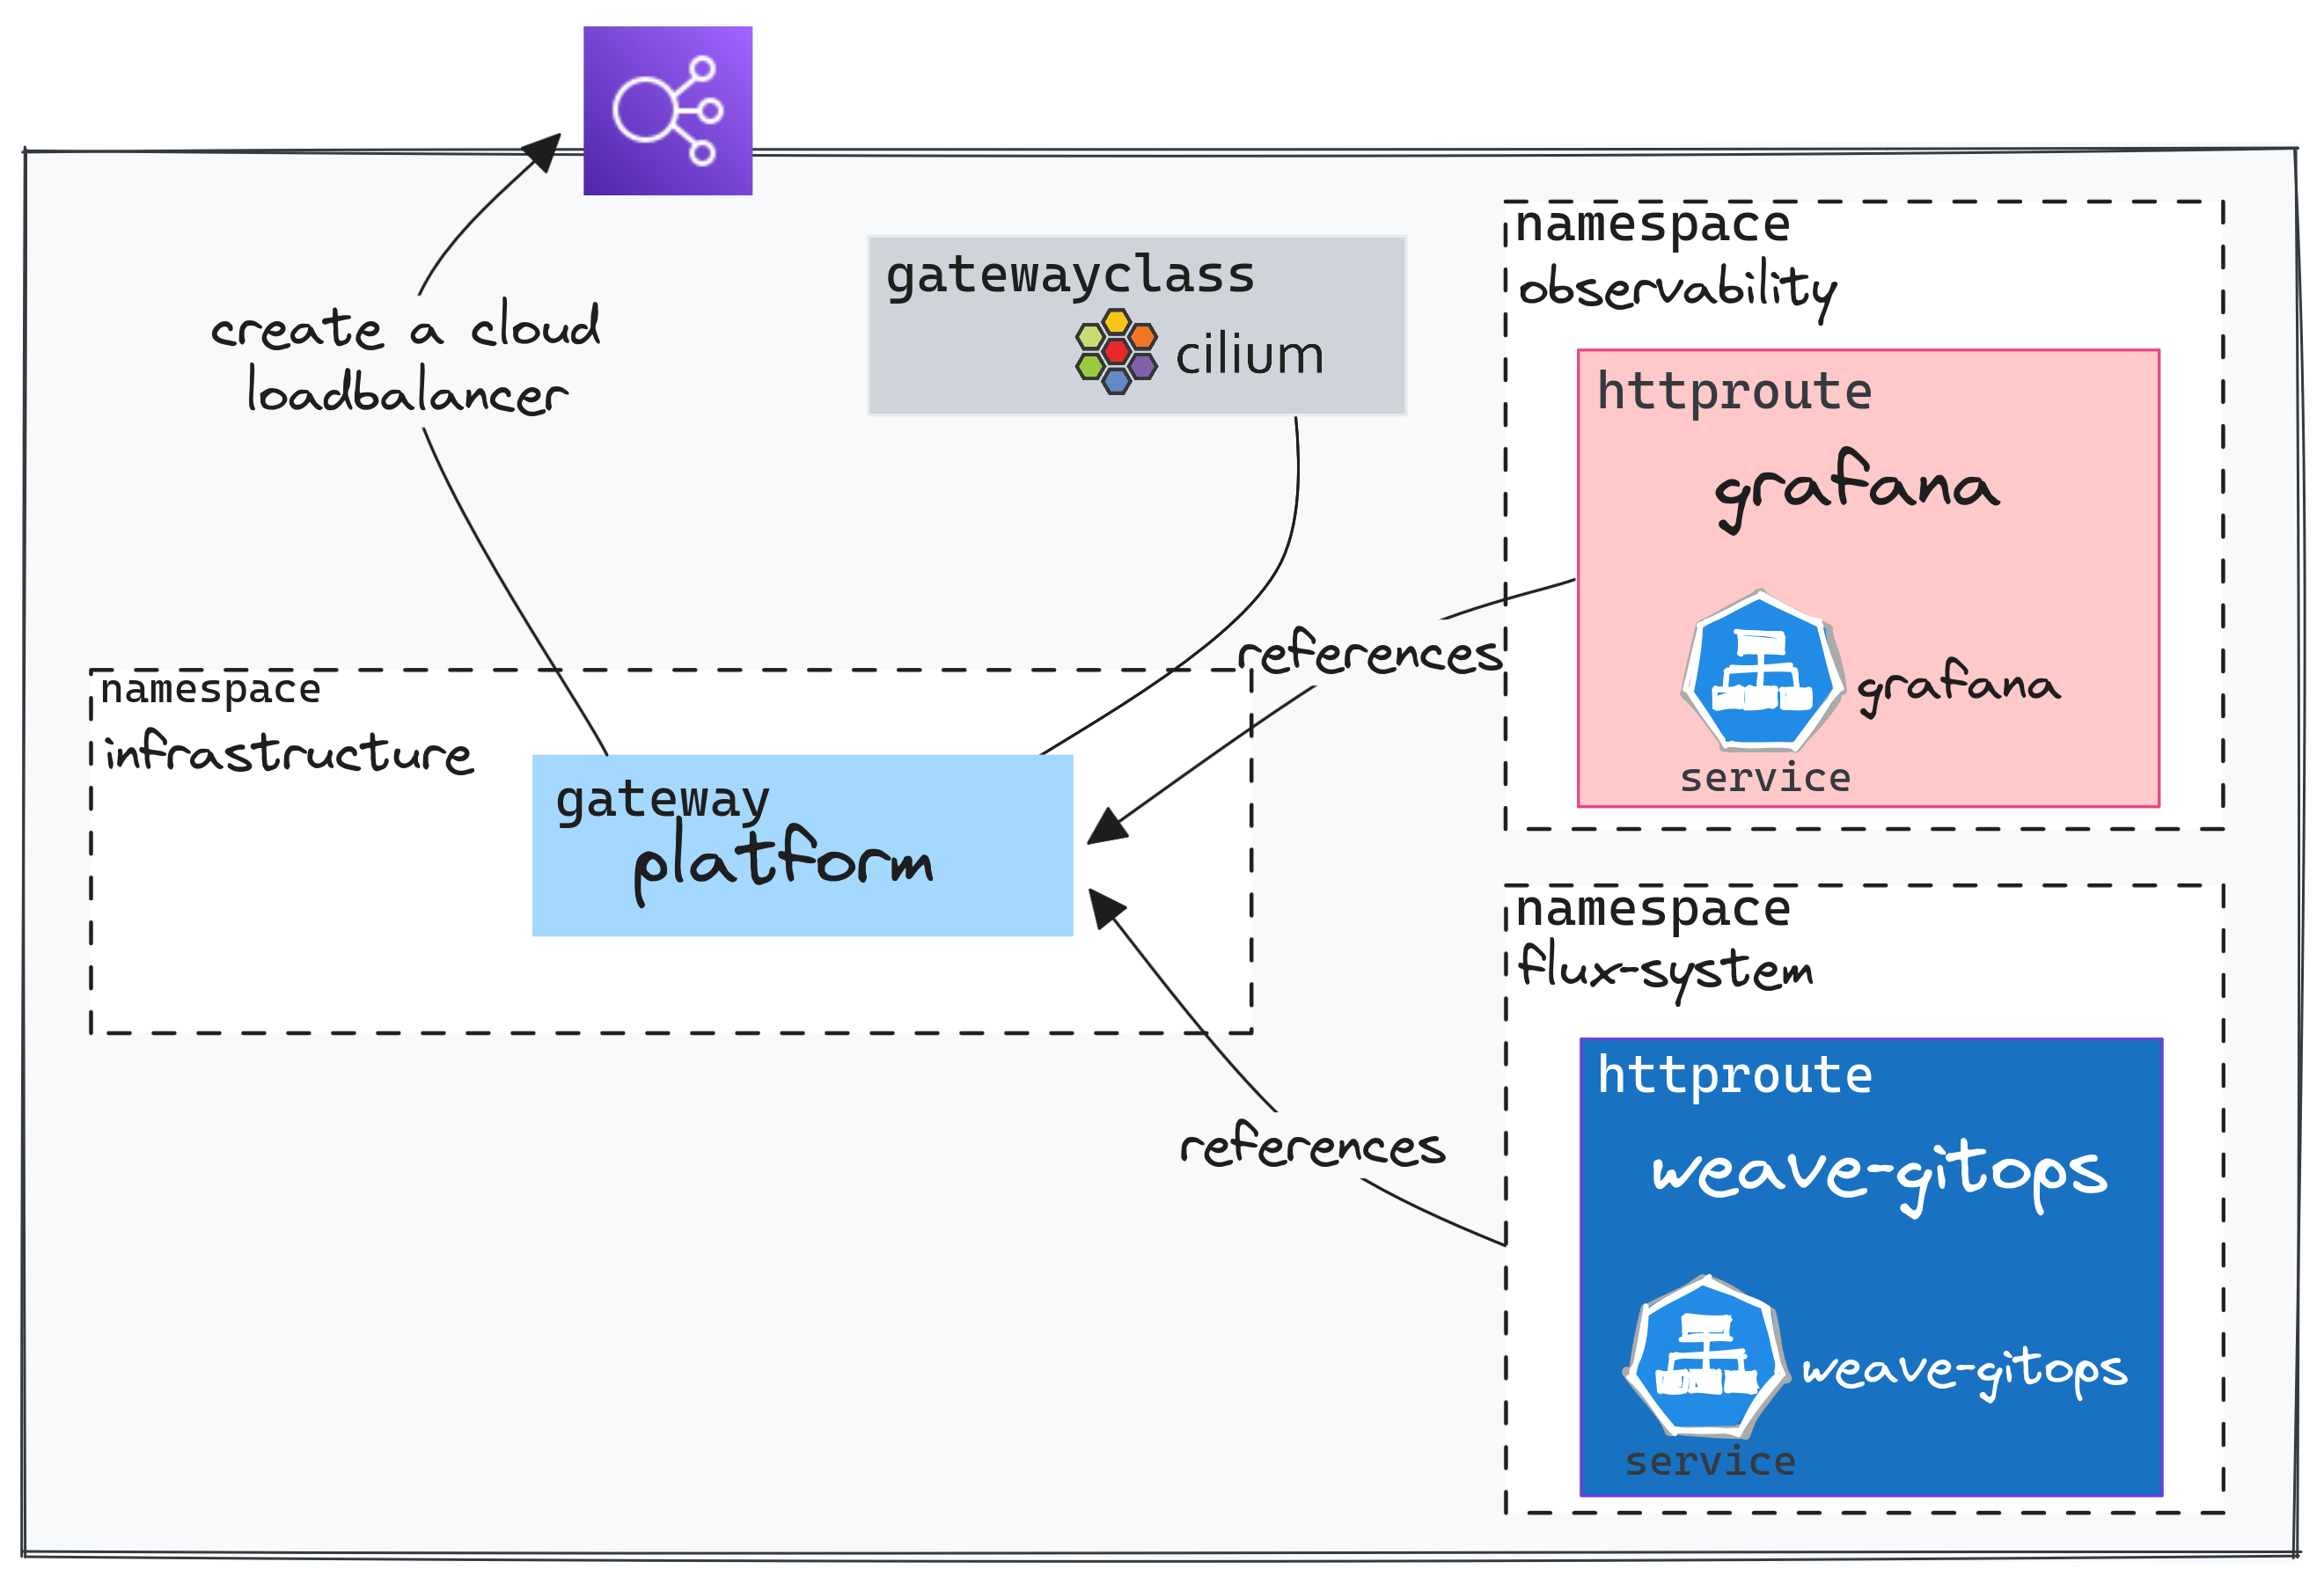 create a cloud
loadbalancer
gatewayclass
cilium
namespace
infrastructure
gateway
platform
references
references
namespace
observability
httproute
grafana
grafana
service
namespace
flux-system
httproute
weave-gitops
weave-gitops
service